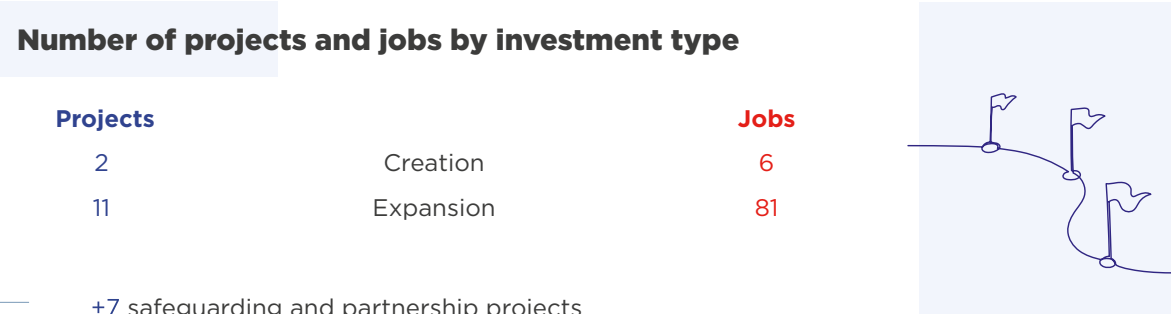 Number of projects and jobs by investment type
Projects Jobs
2 Creation 6
11 Expansion 81
+7 safeguarding and partnership projects